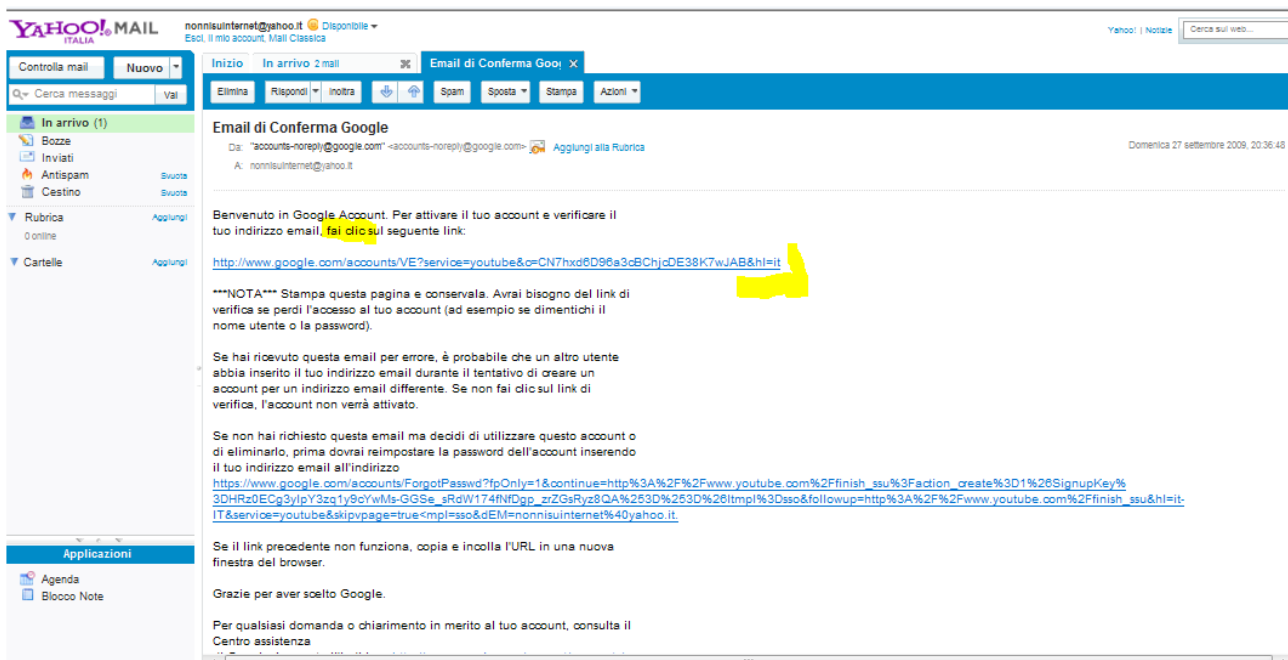 YAHOO! MAIL
ITALIA
nonnisuinternet@yahoo.it Disponibile
Esci, Il mio account, Mail Classica
Yahoo! | Notizie Cerca sul web...
Controlla mail Nuovo
Cerca messaggi Vai
In arrivo (1)
Bozze
Inviati
Antispam Svuota
Cestino Svuota
Rubrica Aggiungi
0 online
Cartelle Aggiungi
Applicazioni
Agenda
Blocco Note
Inizio In arrivo 2 mail Email di Conferma Goog X
Elimina Rispondi Inoltra Spam Sposta Stampa Azioni
Email di Conferma Google
Da: "accounts-noreply@google.com" <accounts-noreply@google.com> Aggiungi alla Rubrica
Domenica 27 settembre 2009, 20:36:48
A: nonnisuinternet@yahoo.it
Benvenuto in Google Account. Per attivare il tuo account e verificare il
tuo indirizzo email, fai clic sul seguente link:
http://www.google.com/accounts/VE?service=youtube&c=CN7hxd6D96a3cBChjcDE38K7wJAB&hl=it
***NOTA*** Stampa questa pagina e conservala. Avrai bisogno del link di
verifica se perdi l'accesso al tuo account (ad esempio se dimentichi il
nome utente o la password).
Se hai ricevuto questa email per errore, è probabile che un altro utente
abbia inserito il tuo indirizzo email durante il tentativo di creare un
account per un indirizzo email differente. Se non fai clic sul link di
verifica, l'account non verrà attivato.
Se non hai richiesto questa email ma decidi di utilizzare questo account o
di eliminarlo, prima dovrai reimpostare la password dell'account inserendo
il tuo indirizzo email all'indirizzo
https://www.google.com/accounts/ForgotPasswd?fpOnly=1&continue=http%3A%2F%2Fwww.youtube.com%2Ffinish_ssu%3Faction_create%3D1%26SignupKey%
3DHRz0ECg3yIpY3zq1y9cYwMs-GGSe_sRdW174fNfDgp_zrZGsRyz8QA%253D%253D%26ltmpl%3Dsso&followup=http%3A%2F%2Fwww.youtube.com%2Ffinish_ssu&hl=it-
IT&service=youtube&skipvpage=true<mpl=sso&dEM=nonnisuinternet%40yahoo.it.
Se il link precedente non funziona, copia e incolla l'URL in una nuova
finestra del browser.
Grazie per aver scelto Google.
Per qualsiasi domanda o chiarimento in merito al tuo account, consulta il
Centro assistenza